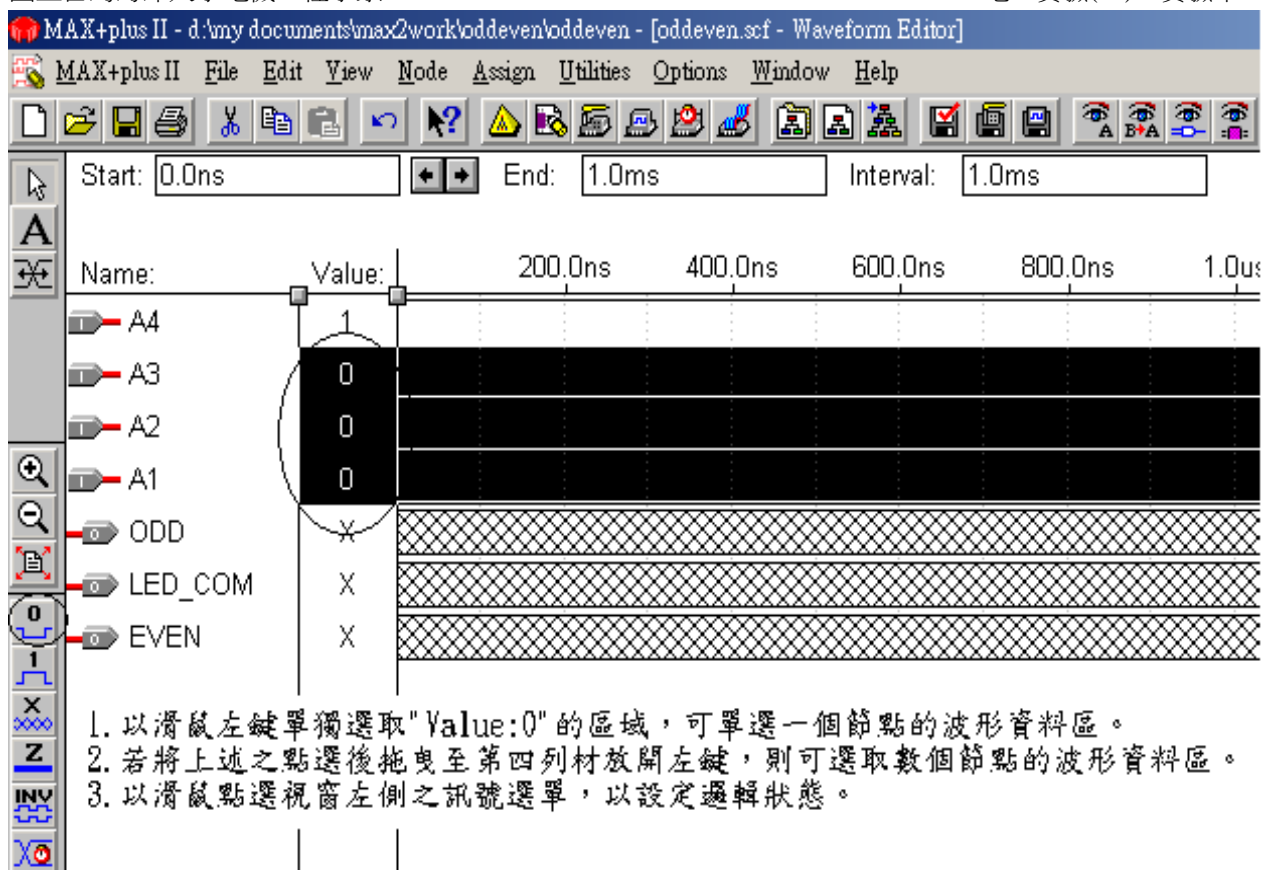 MAX+plus II - d:\my documents\max2work\oddeven\oddeven - [oddeven.scf - Waveform Editor]
MAX+plus II File Edit View Node Assign Utilities Options Window Help
A B▸A
Start: 0.0ns End: 1.0ms Interval: 1.0ms
A
Name: Value: 200.0ns 400.0ns 600.0ns 800.0ns 1.0us
A4 1
A3 0
A2 0
A1 0
ODD X
LED_COM X
EVEN X
0
1
X
Z
INV
1. 以滑鼠左鍵單獨選取"Value:0"的區域，可單選一個節點的波形資料區。
2. 若將上述之點選後拖曳至第四列材放開左鍵，則可選取數個節點的波形資料區。
3. 以滑鼠點選視窗左側之訊號選單，以設定邏輯狀態。